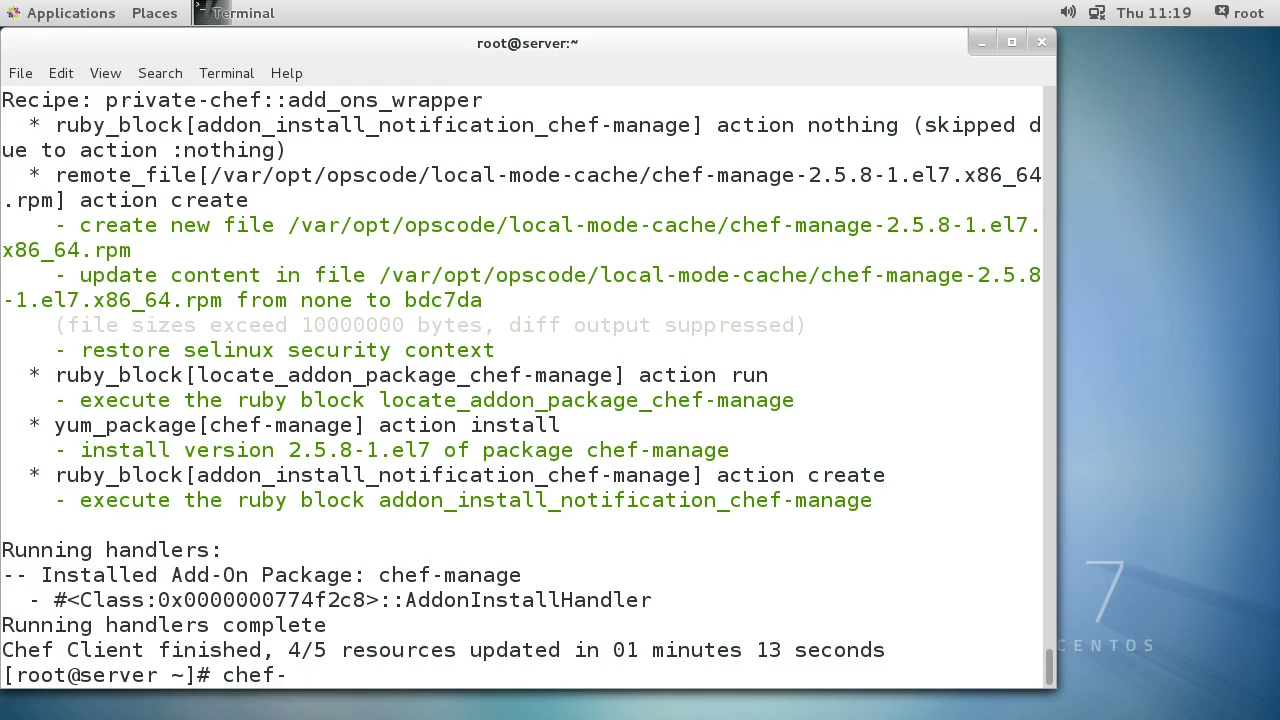 Applications Places Terminal Thu 11:19 root
root@server:~
File Edit View Search Terminal Help
Recipe: private-chef::add_ons_wrapper
* ruby_block[addon_install_notification_chef-manage] action nothing (skipped d
ue to action :nothing)
* remote_file[/var/opt/opscode/local-mode-cache/chef-manage-2.5.8-1.el7.x86_64
.rpm] action create
- create new file /var/opt/opscode/local-mode-cache/chef-manage-2.5.8-1.el7.
x86_64.rpm
- update content in file /var/opt/opscode/local-mode-cache/chef-manage-2.5.8
-1.el7.x86_64.rpm from none to bdc7da
(file sizes exceed 10000000 bytes, diff output suppressed)
- restore selinux security context
* ruby_block[locate_addon_package_chef-manage] action run
- execute the ruby block locate_addon_package_chef-manage
* yum_package[chef-manage] action install
- install version 2.5.8-1.el7 of package chef-manage
* ruby_block[addon_install_notification_chef-manage] action create
- execute the ruby block addon_install_notification_chef-manage
Running handlers:
-- Installed Add-On Package: chef-manage
- #<Class:0x0000000774f2c8>::AddonInstallHandler
Running handlers complete
Chef Client finished, 4/5 resources updated in 01 minutes 13 seconds
[root@server ~]# chef-
7
CENTOS